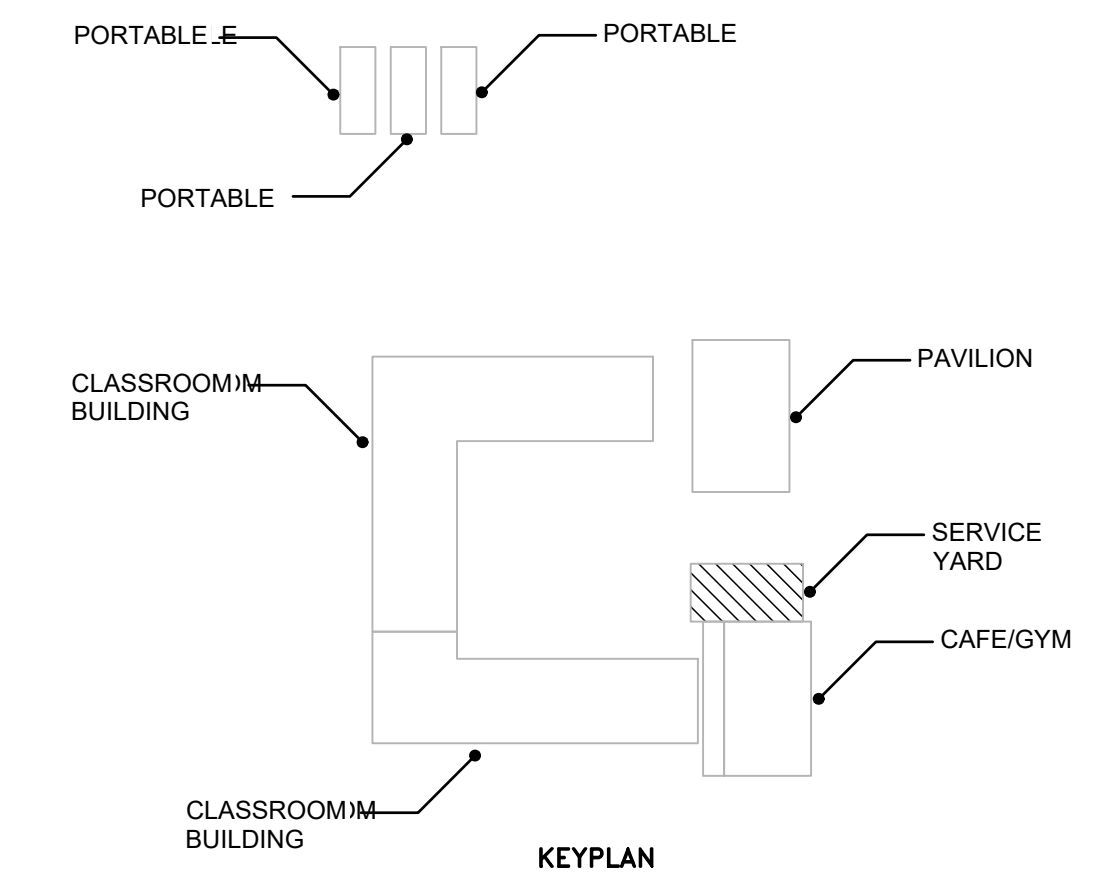 PORTABLE
PORTABLE
PORTABLE
CLASSROOM
BUILDING
PAVILION
SERVICE
YARD
CAFE/GYM
CLASSROOM
BUILDING
KEYPLAN